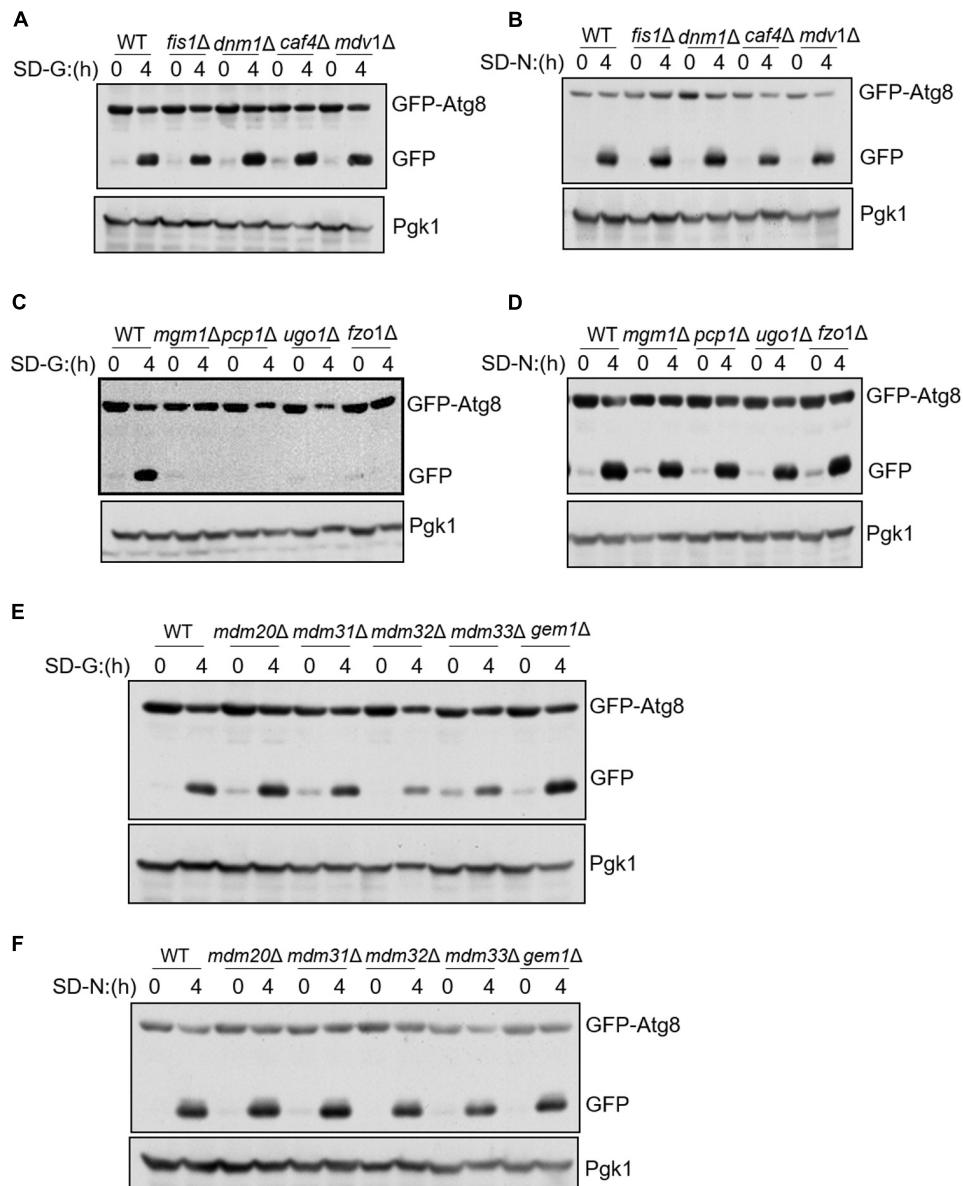 A
WT fis1Δ dnm1Δ caf4Δ mdv1Δ
SD-G:(h) 0 4 0 4 0 4 0 4 0 4
GFP-Atg8
GFP
Pgk1
B
WT fis1Δ dnm1Δ caf4Δ mdv1Δ
SD-N:(h) 0 4 0 4 0 4 0 4 0 4
GFP-Atg8
GFP
Pgk1
C
WT mgm1Δ pcp1Δ ugo1Δ fzo1Δ
SD-G:(h) 0 4 0 4 0 4 0 4 0 4
GFP-Atg8
GFP
Pgk1
D
WT mgm1Δ pcp1Δ ugo1Δ fzo1Δ
SD-N:(h) 0 4 0 4 0 4 0 4 0 4
GFP-Atg8
GFP
Pgk1
E
WT mdm20Δ mdm31Δ mdm32Δ mdm33Δ gem1Δ
SD-G:(h) 0 4 0 4 0 4 0 4 0 4 0 4
GFP-Atg8
GFP
Pgk1
F
WT mdm20Δ mdm31Δ mdm32Δ mdm33Δ gem1Δ
SD-N:(h) 0 4 0 4 0 4 0 4 0 4 0 4
GFP-Atg8
GFP
Pgk1